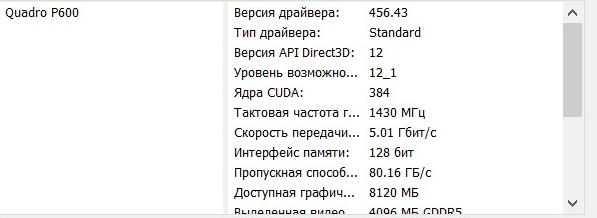 Quadro P600
Версия драйвера: 456.43
Тип драйвера: Standard
Версия API Direct3D: 12
Уровень возможно... 12_1
Ядра CUDA: 384
Тактовая частота г... 1430 МГц
Скорость передачи... 5.01 Гбит/с
Интерфейс памяти: 128 бит
Пропускная способ... 80.16 ГБ/с
Доступная графич... 8120 МБ
Выделенная видео... 4096 МБ GDDR5